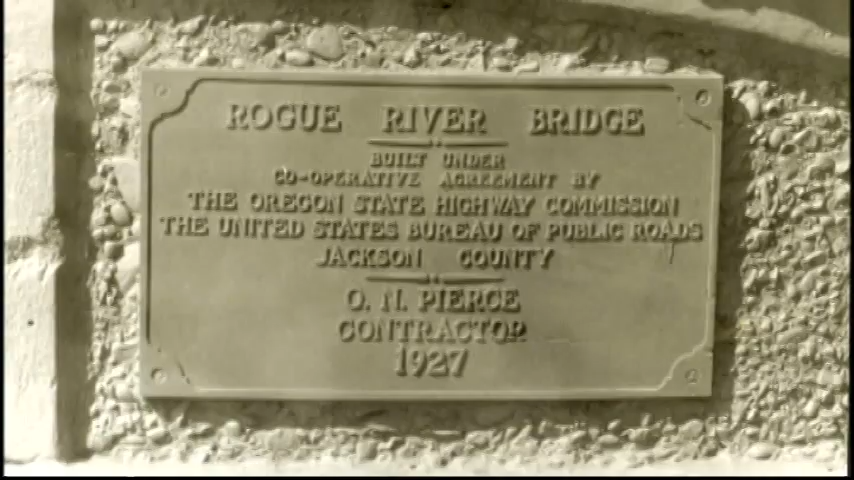 ROGUE RIVER BRIDGE
BUILT UNDER
CO-OPERATIVE AGREEMENT BY
THE OREGON STATE HIGHWAY COMMISSION
THE UNITED STATES BUREAU OF PUBLIC ROADS
JACKSON COUNTY
O. N. PIERCE
CONTRACTOR
1927